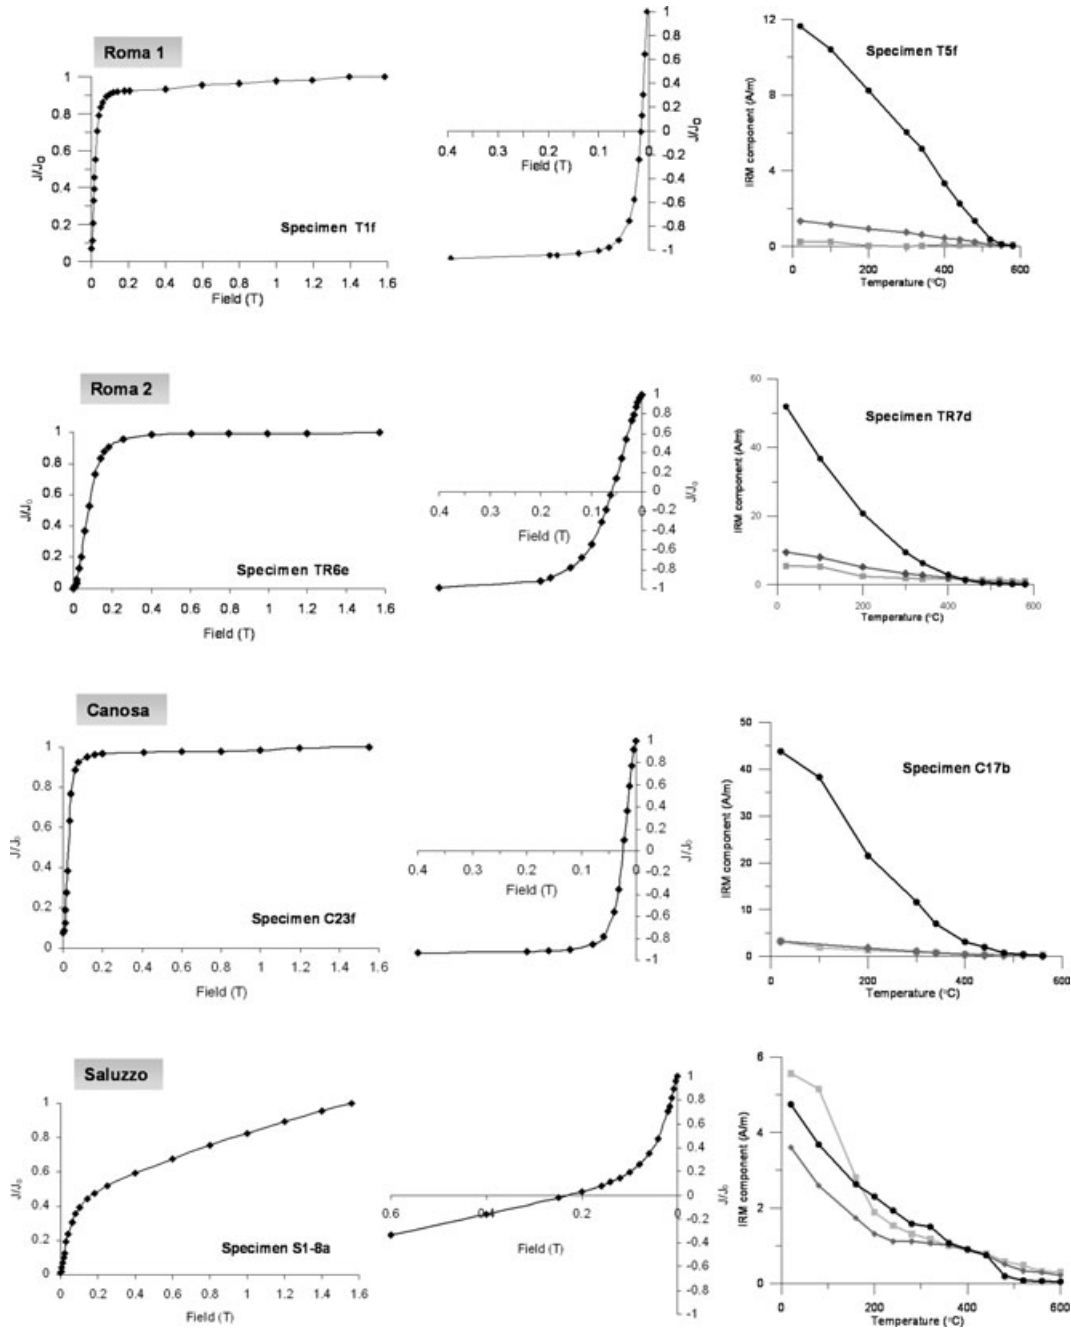 Roma 1
J/J0
1
0.8
0.6
0.4
0.2
0
0 0.2 0.4 0.6 0.8 1.0 1.2 1.4 1.6
Field (T)
Specimen T1f
1
0.8
0.6
0.4
0.2
0
-0.2
-0.4
-0.6
-0.8
-1
J/J0
0.4 0.3 0.2 0.1 0
Field (T)
Specimen T5f
IRM component (A/m)
12
8
4
0
0 200 400 600
Temperature (°C)
Roma 2
J/J0
1
0.8
0.6
0.4
0.2
0
0 0.2 0.4 0.6 0.8 1.0 1.2 1.4 1.6
Field (T)
Specimen TR6e
1
0.8
0.6
0.4
0.2
0
-0.2
-0.4
-0.6
-0.8
-1
J/J0
0.4 0.3 0.2 0.1 0
Field (T)
Specimen TR7d
IRM component (A/m)
60
40
20
0
0 200 400 600
Temperature (°C)
Canosa
J/J0
1
0.8
0.6
0.4
0.2
0
0 0.2 0.4 0.6 0.8 1 1.2 1.4 1.6
Field (T)
Specimen C23f
1
0.8
0.6
0.4
0.2
0
-0.2
-0.4
-0.6
-0.8
-1
J/J0
0.4 0.3 0.2 0.1 0
Field (T)
Specimen C17b
IRM component (A/m)
50
40
30
20
10
0
0 200 400 600
Temperature (°C)
Saluzzo
J/J0
1
0.8
0.6
0.4
0.2
0
0 0.2 0.4 0.6 0.8 1.0 1.2 1.4 1.6
Field (T)
Specimen S1-8a
1
0.8
0.6
0.4
0.2
0
-0.2
-0.4
-0.6
-0.8
-1
J/J0
0.6 0.4 0.2 0
Field (T)
IRM component (A/m)
6
4
2
0
0 200 400 600
Temperature (°C)